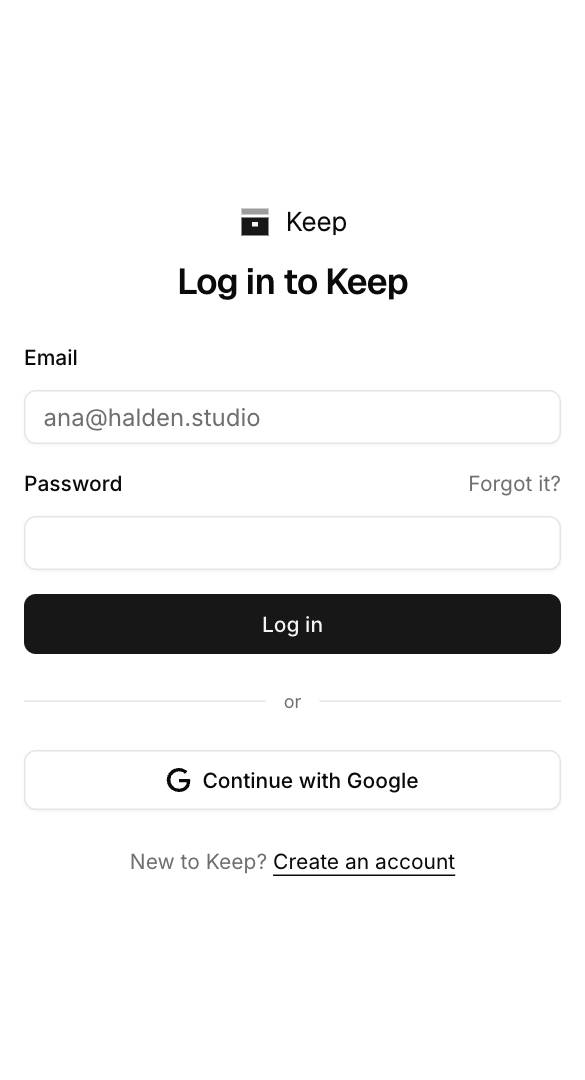 Keep
Log in to Keep
Email
ana@halden.studio
Password Forgot it?
Log in
or
Continue with Google
New to Keep? Create an account